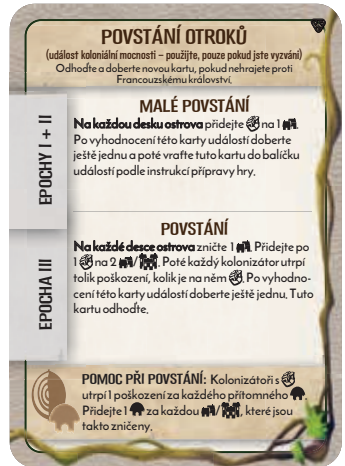 POVSTÁNÍ OTROKŮ
(událost koloniální mocnosti – použijte, pouze pokud jste vyzváni)
Odhoďte a doberte novou kartu, pokud nehrajete proti
Francouzskému království.
EPOCHY I + II
MALÉ POVSTÁNÍ
Na každou desku ostrova přidejte na 1 .
Po vyhodnocení této karty událostí doberte
ještě jednu a poté vraťte tuto kartu do balíčku
událostí podle instrukcí přípravy hry.
EPOCHA III
POVSTÁNÍ
Na každé desce ostrova zničte 1 . Přidejte po
1 na 2 / . Poté každý kolonizátor utrpí
tolik poškození, kolik je na něm . Po vyhodno-
cení této karty událostí doberte ještě jednu. Tuto
kartu odhoďte.
POMOC PŘI POVSTÁNÍ: Kolonizátoři s
utrpí 1 poškození za každého přítomného .
Přidejte 1 za každou / , které jsou
takto zničeny.